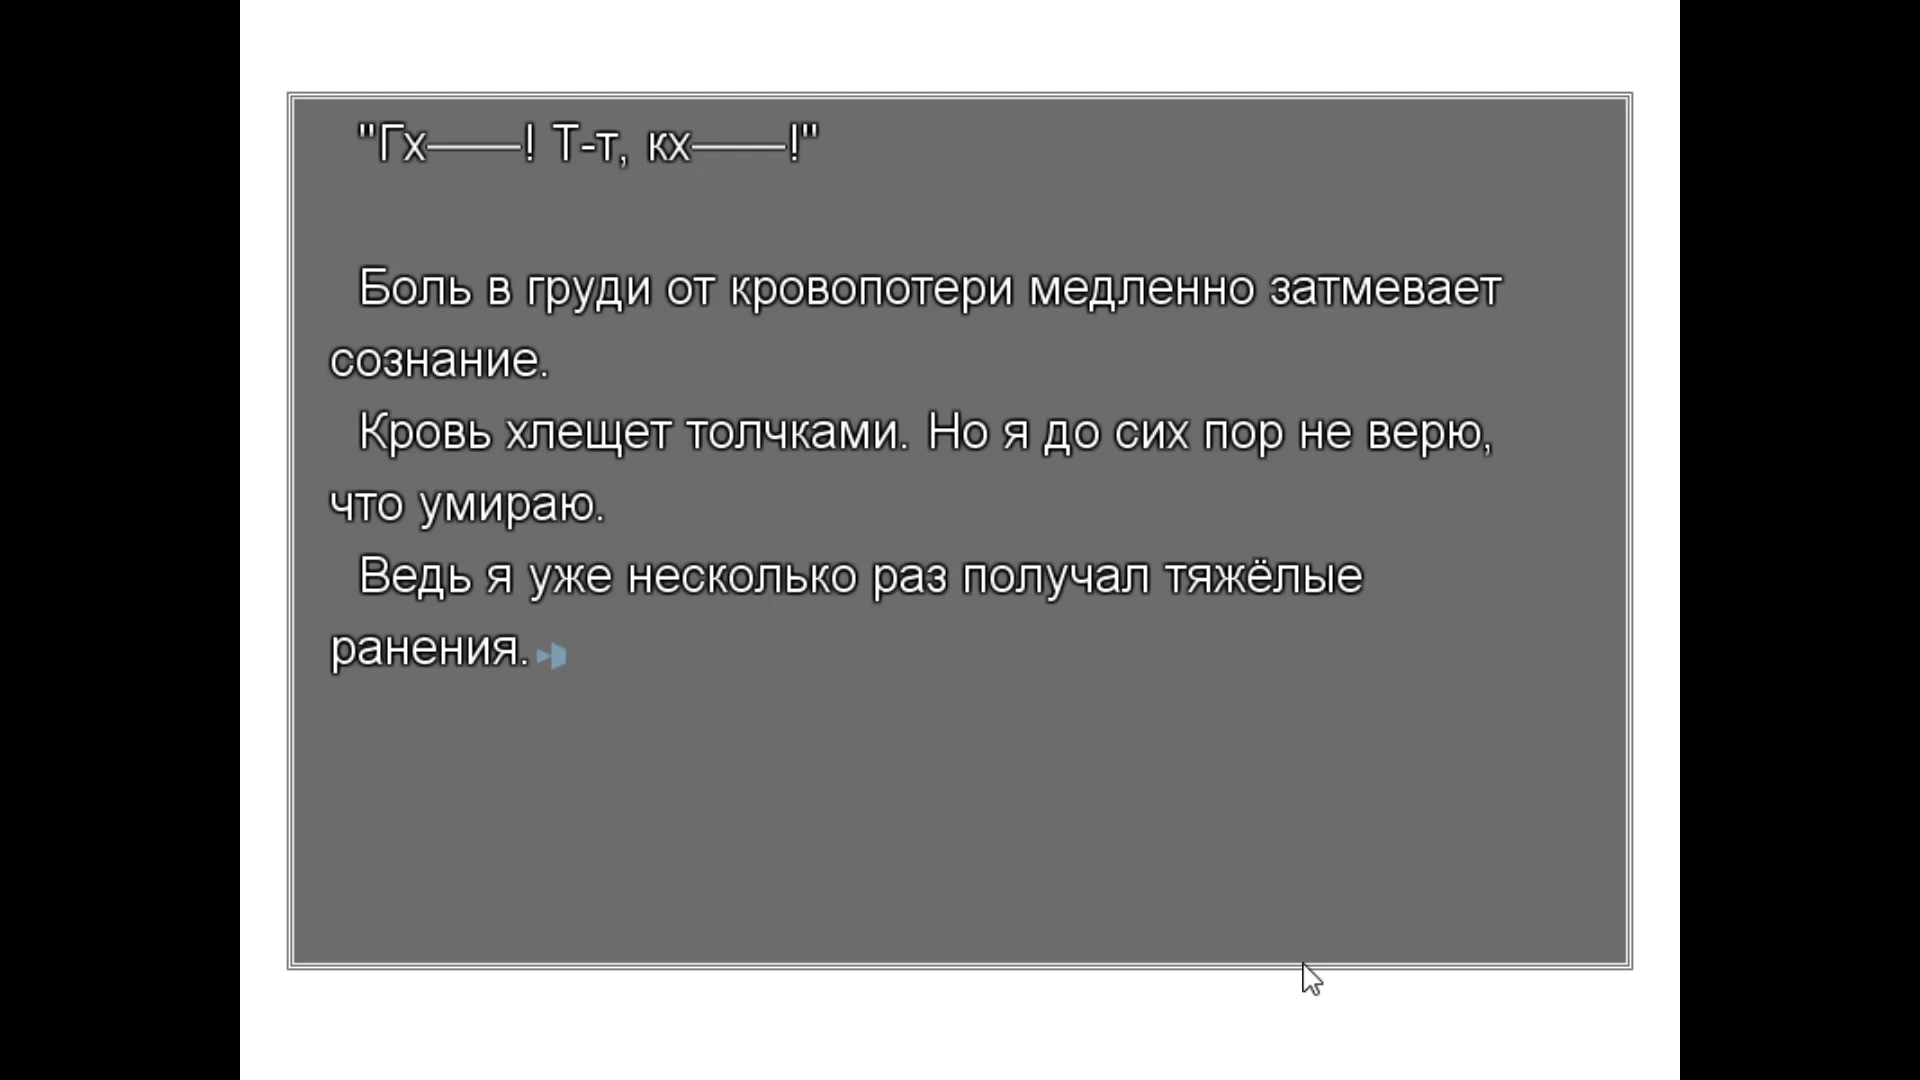 "Гх——! Т-т, кх——!"
Боль в груди от кровопотери медленно затмевает
сознание.
Кровь хлещет толчками. Но я до сих пор не верю,
что умираю.
Ведь я уже несколько раз получал тяжёлые
ранения.